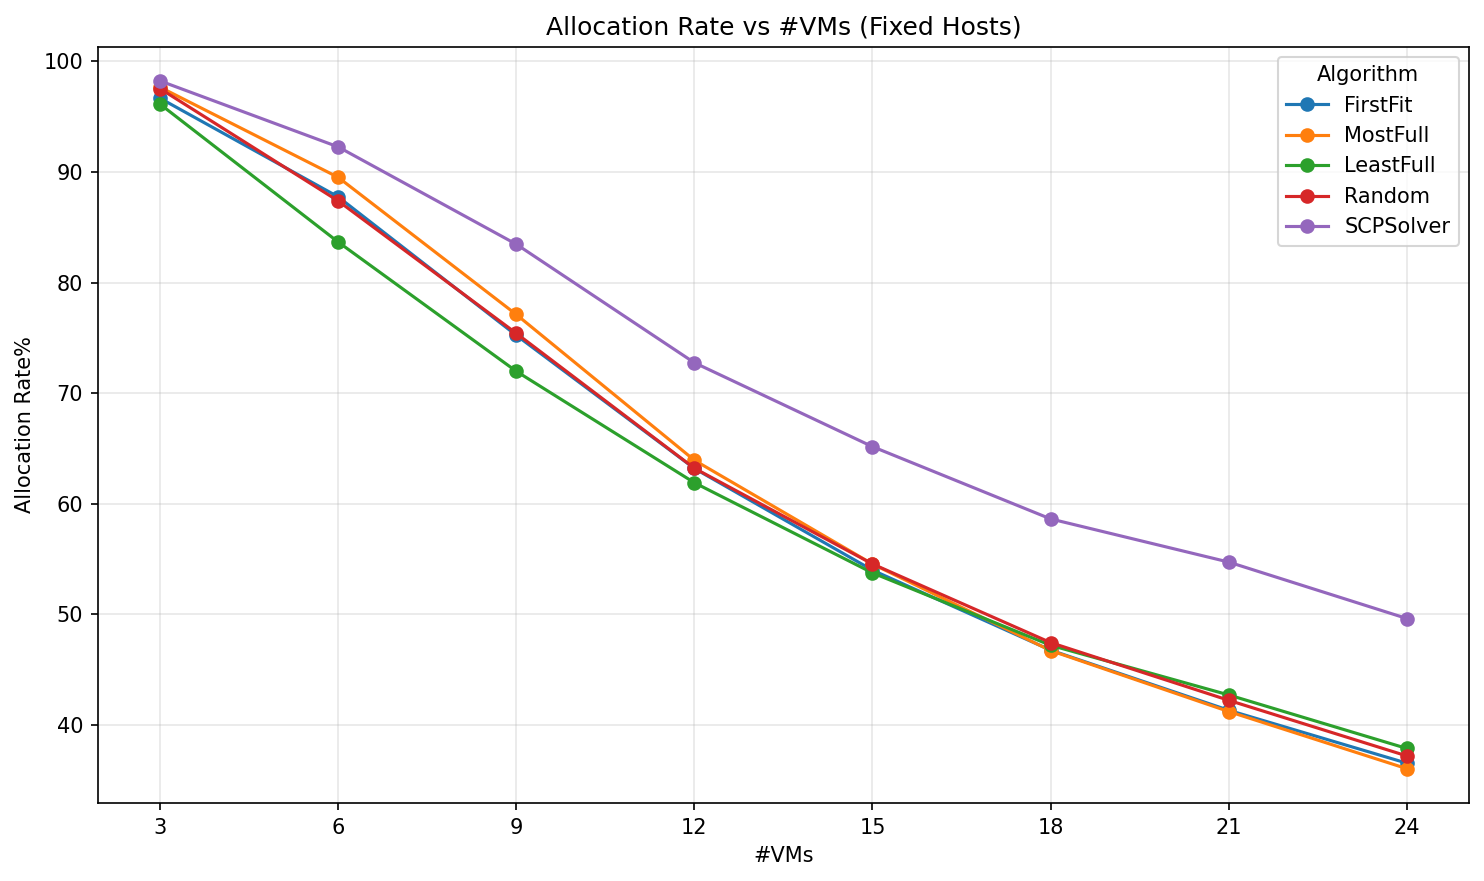 Allocation Rate vs #VMs (Fixed Hosts)
Allocation Rate%
100
90
80
70
60
50
40
Algorithm
FirstFit
MostFull
LeastFull
Random
SCPSolver
3 6 9 12 15 18 21 24
#VMs